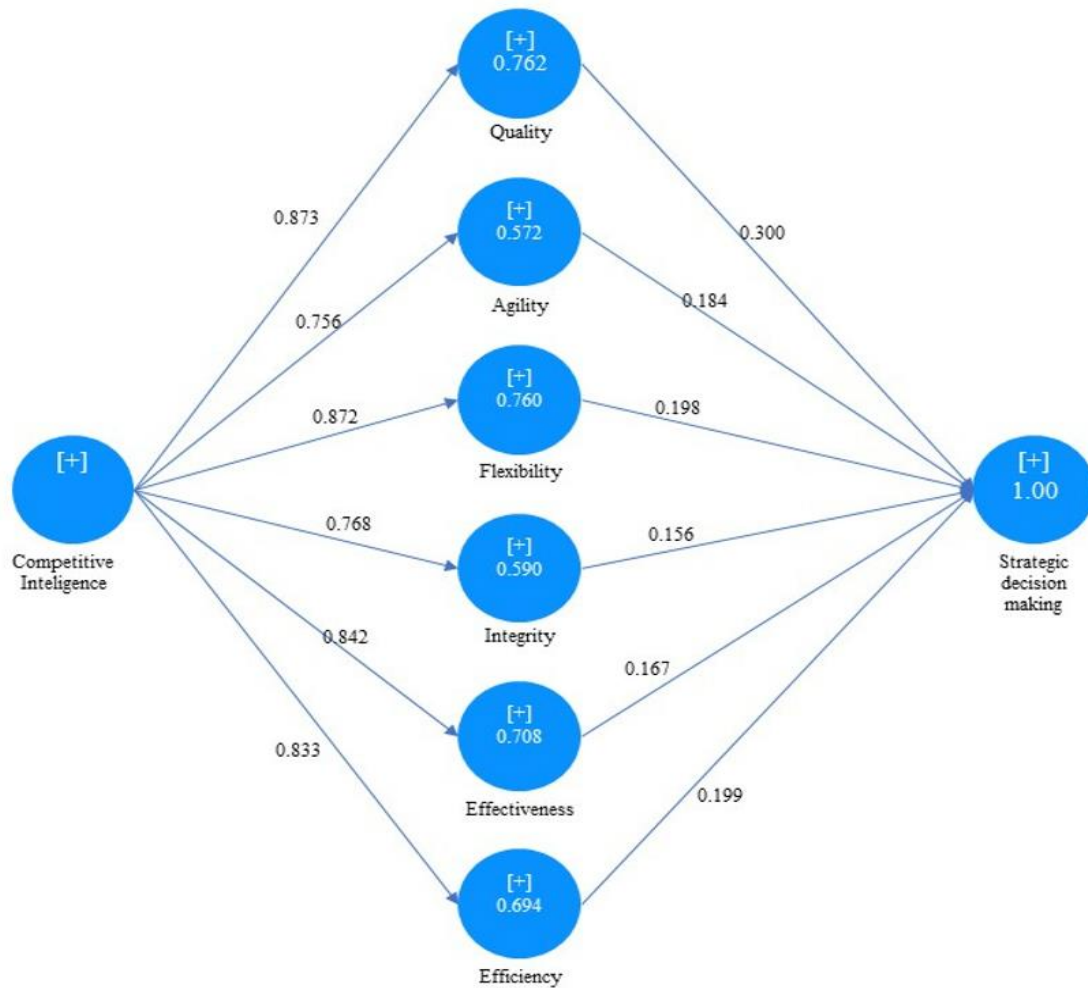 [+]
0.762
Quality
0.873
0.300
[+]
0.572
Agility
0.756
0.184
[+]
0.760
Flexibility
0.872
0.198
[+]
Competitive
Inteligence
[+]
1.00
Strategic
decision
making
0.768
0.156
[+]
0.590
Integrity
0.842
0.167
[+]
0.708
Effectiveness
0.833
0.199
[+]
0.694
Efficiency